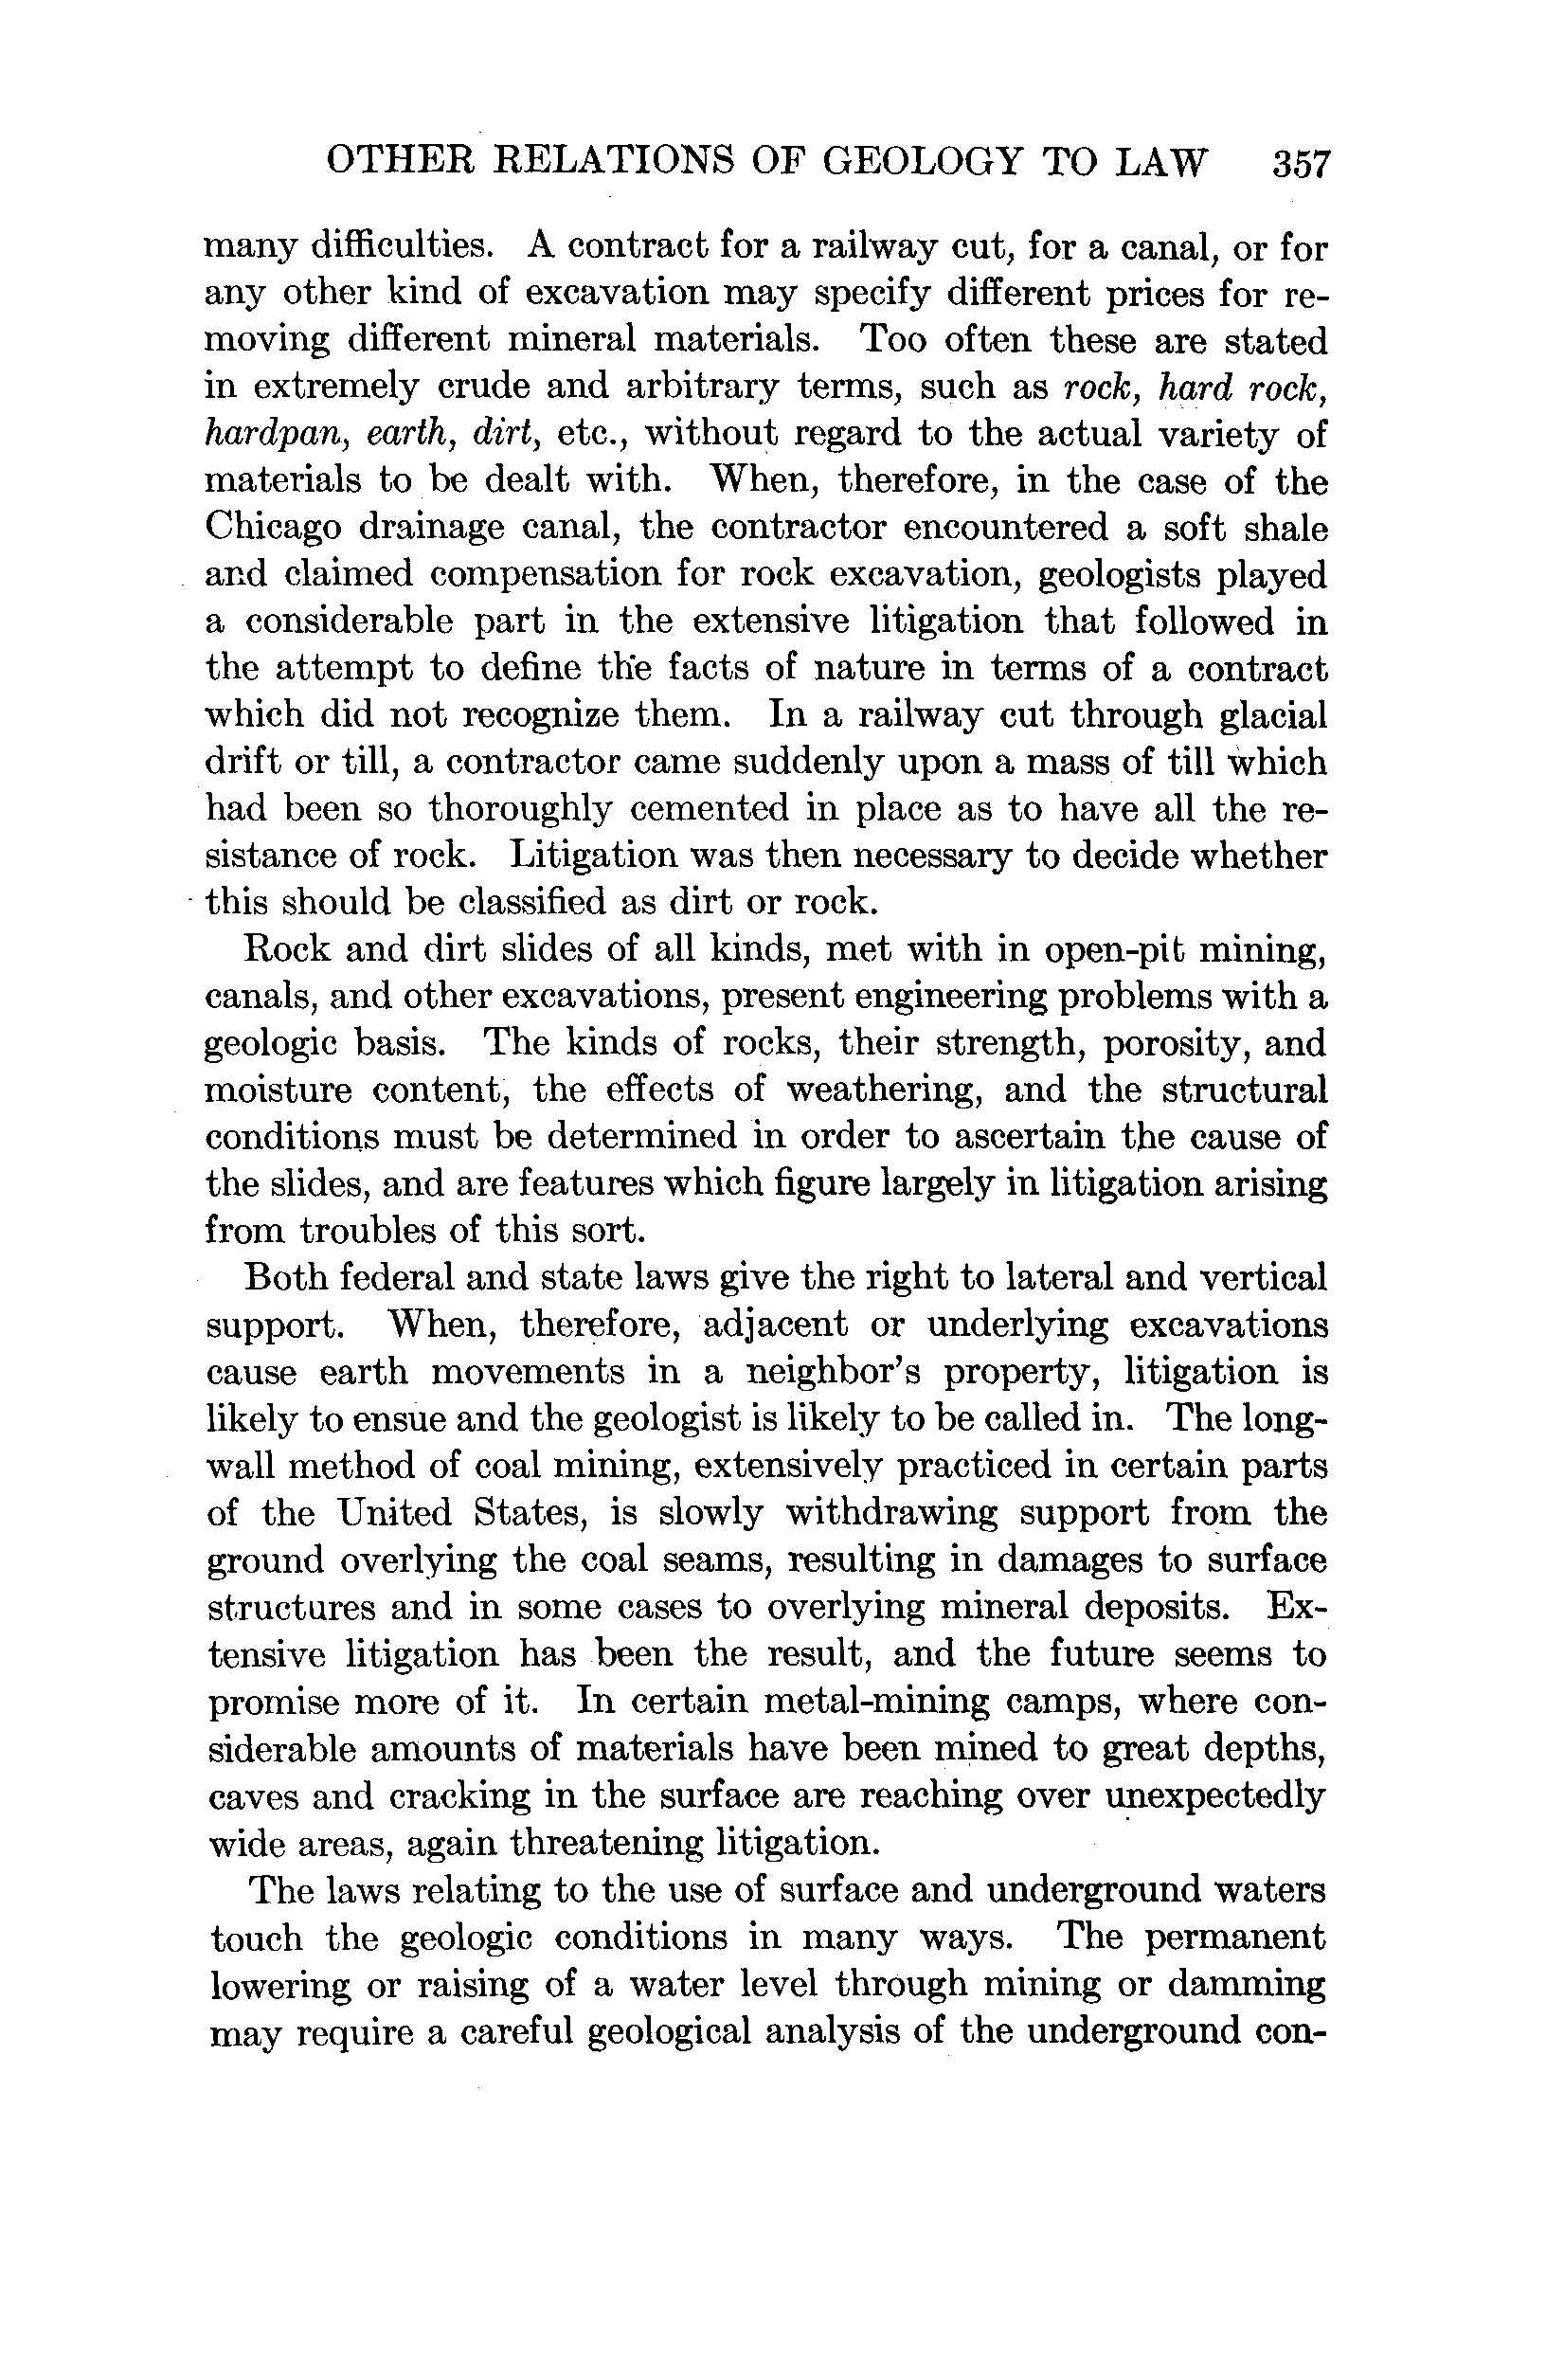 OTHER RELATIONS OF GEOLOGY TO LAW 357
many difficulties. A contract for a railway cut, for a canal, or for
any other kind of excavation may specify different prices for re-
moving different mineral materials. Too often these are stated
in extremely crude and arbitrary terms, such as rock, hard rock,
hardpan, earth, dirt, etc., without regard to the actual variety of
materials to be dealt with. When, therefore, in the case of the
Chicago drainage canal, the contractor encountered a soft shale
and claimed compensation for rock excavation, geologists played
a considerable part in the extensive litigation that followed in
the attempt to define the facts of nature in terms of a contract
which did not recognize them. In a railway cut through glacial
drift or till, a contractor came suddenly upon a mass of till which
had been so thoroughly cemented in place as to have all the re-
sistance of rock. Litigation was then necessary to decide whether
this should be classified as dirt or rock.
Rock and dirt slides of all kinds, met with in open-pit mining,
canals, and other excavations, present engineering problems with a
geologic basis. The kinds of rocks, their strength, porosity, and
moisture content, the effects of weathering, and the structural
conditions must be determined in order to ascertain the cause of
the slides, and are features which figure largely in litigation arising
from troubles of this sort.
Both federal and state laws give the right to lateral and vertical
support. When, therefore, adjacent or underlying excavations
cause earth movements in a neighbor's property, litigation is
likely to ensue and the geologist is likely to be called in. The long-
wall method of coal mining, extensively practiced in certain parts
of the United States, is slowly withdrawing support from the
ground overlying the coal seams, resulting in damages to surface
structures and in some cases to overlying mineral deposits. Ex-
tensive litigation has been the result, and the future seems to
promise more of it. In certain metal-mining camps, where con-
siderable amounts of materials have been mined to great depths,
caves and cracking in the surface are reaching over unexpectedly
wide areas, again threatening litigation.
The laws relating to the use of surface and underground waters
touch the geologic conditions in many ways. The permanent
lowering or raising of a water level through mining or damming
may require a careful geological analysis of the underground con-